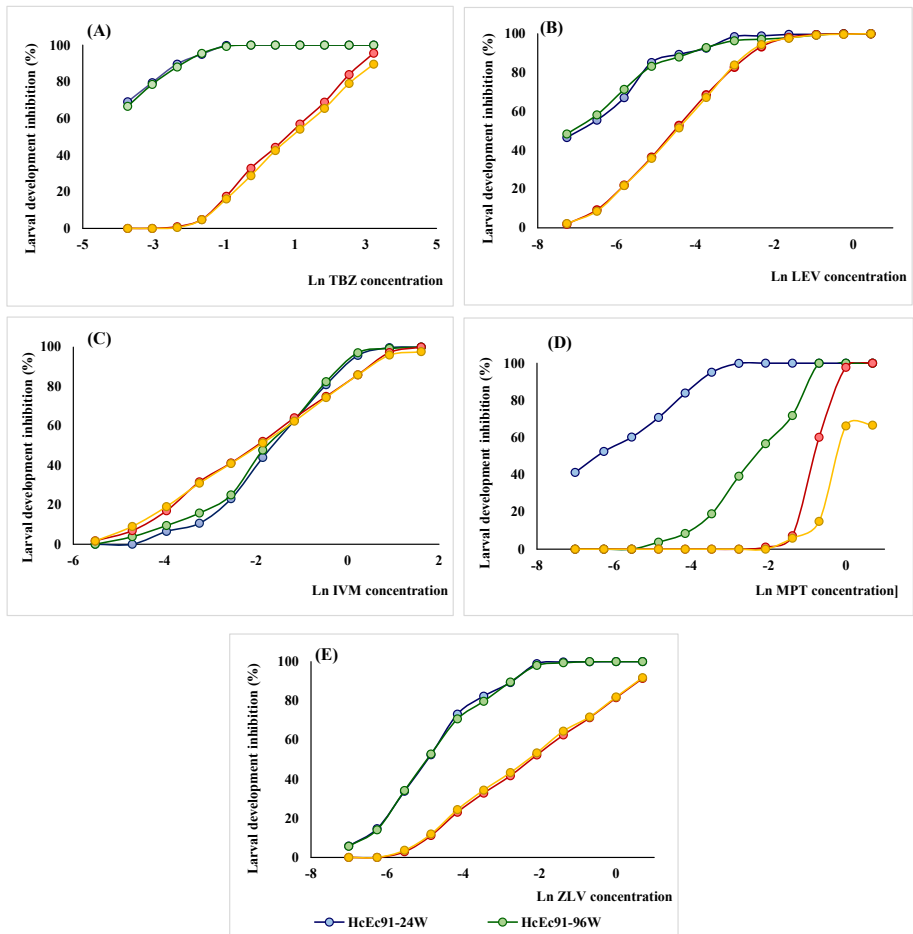 (A)
Larval development inhibition (%)
100
80
60
40
20
0
-5 -3 -1 1 3 5
Ln TBZ concentration
(B)
Larval development inhibition (%)
100
80
60
40
20
0
-8 -6 -4 -2 0
Ln LEV concentration
(C)
Larval development inhibition (%)
100
80
60
40
20
0
-6 -4 -2 0 2
Ln IVM concentration
(D)
Larval development inhibition (%)
100
80
60
40
20
0
-8 -6 -4 -2 0
Ln MPT concentration]
(E)
Larval development inhibition (%)
100
80
60
40
20
0
-8 -6 -4 -2 0
Ln ZLV concentration
HcEc91-24W HcEc91-96W